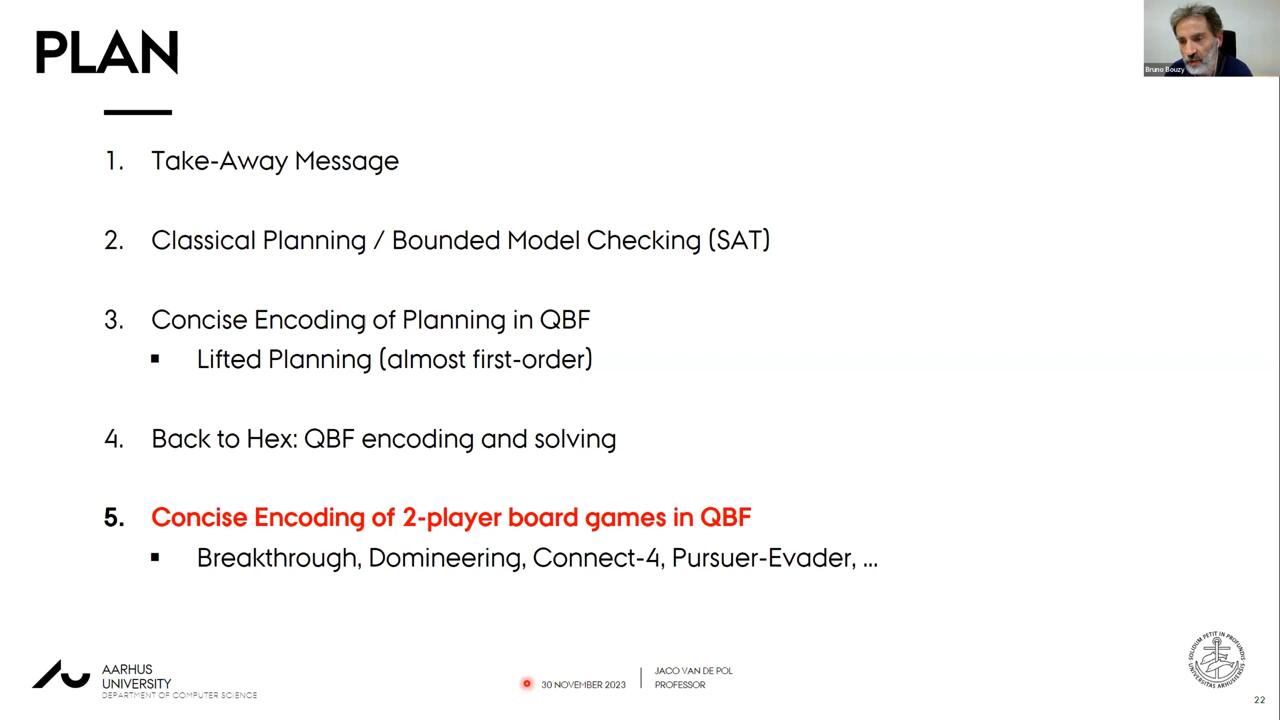 PLAN
Bruno Bouzy
1. Take-Away Message
2. Classical Planning / Bounded Model Checking (SAT)
3. Concise Encoding of Planning in QBF
▪ Lifted Planning (almost first-order)
4. Back to Hex: QBF encoding and solving
5. Concise Encoding of 2-player board games in QBF
▪ Breakthrough, Domineering, Connect-4, Pursuer-Evader, ...
AARHUS
UNIVERSITY
DEPARTMENT OF COMPUTER SCIENCE
30 NOVEMBER 2023
JACO VAN DE POL
PROFESSOR
22